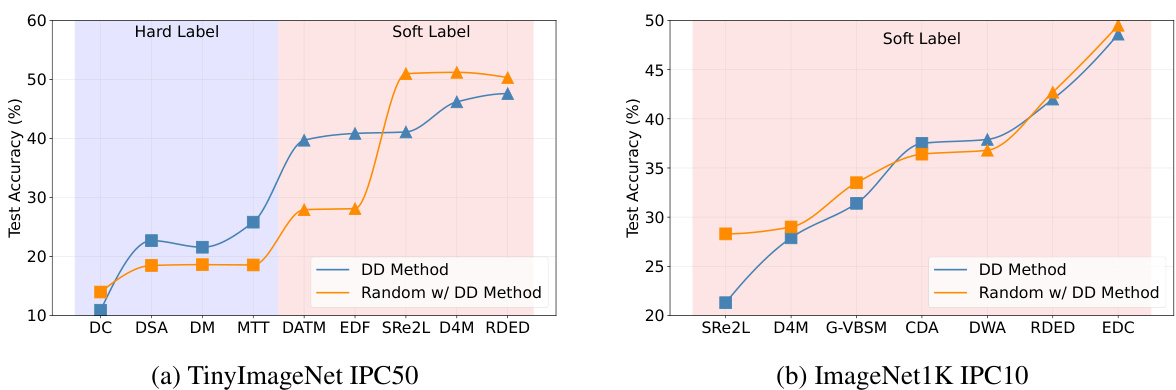 60
50
40
30
20
10
Test Accuracy (%)
Hard Label
Soft Label
DD Method
Random w/ DD Method
DC DSA DM MTT DATM EDF SRe2L D4M RDED
(a) TinyImageNet IPC50
50
45
40
35
30
25
20
Test Accuracy (%)
Soft Label
DD Method
Random w/ DD Method
SRe2L D4M G-VBSM CDA DWA RDED EDC
(b) ImageNet1K IPC10